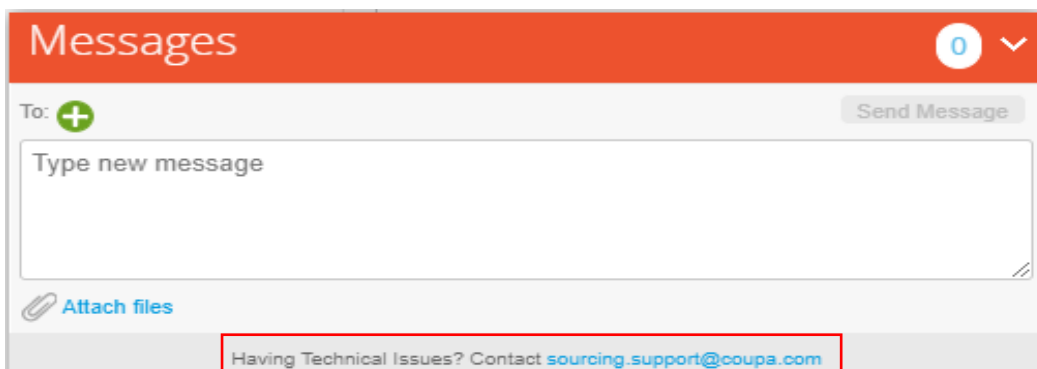 Messages
0
To:
Send Message
Type new message
Attach files
Having Technical Issues? Contact sourcing.support@coupa.com